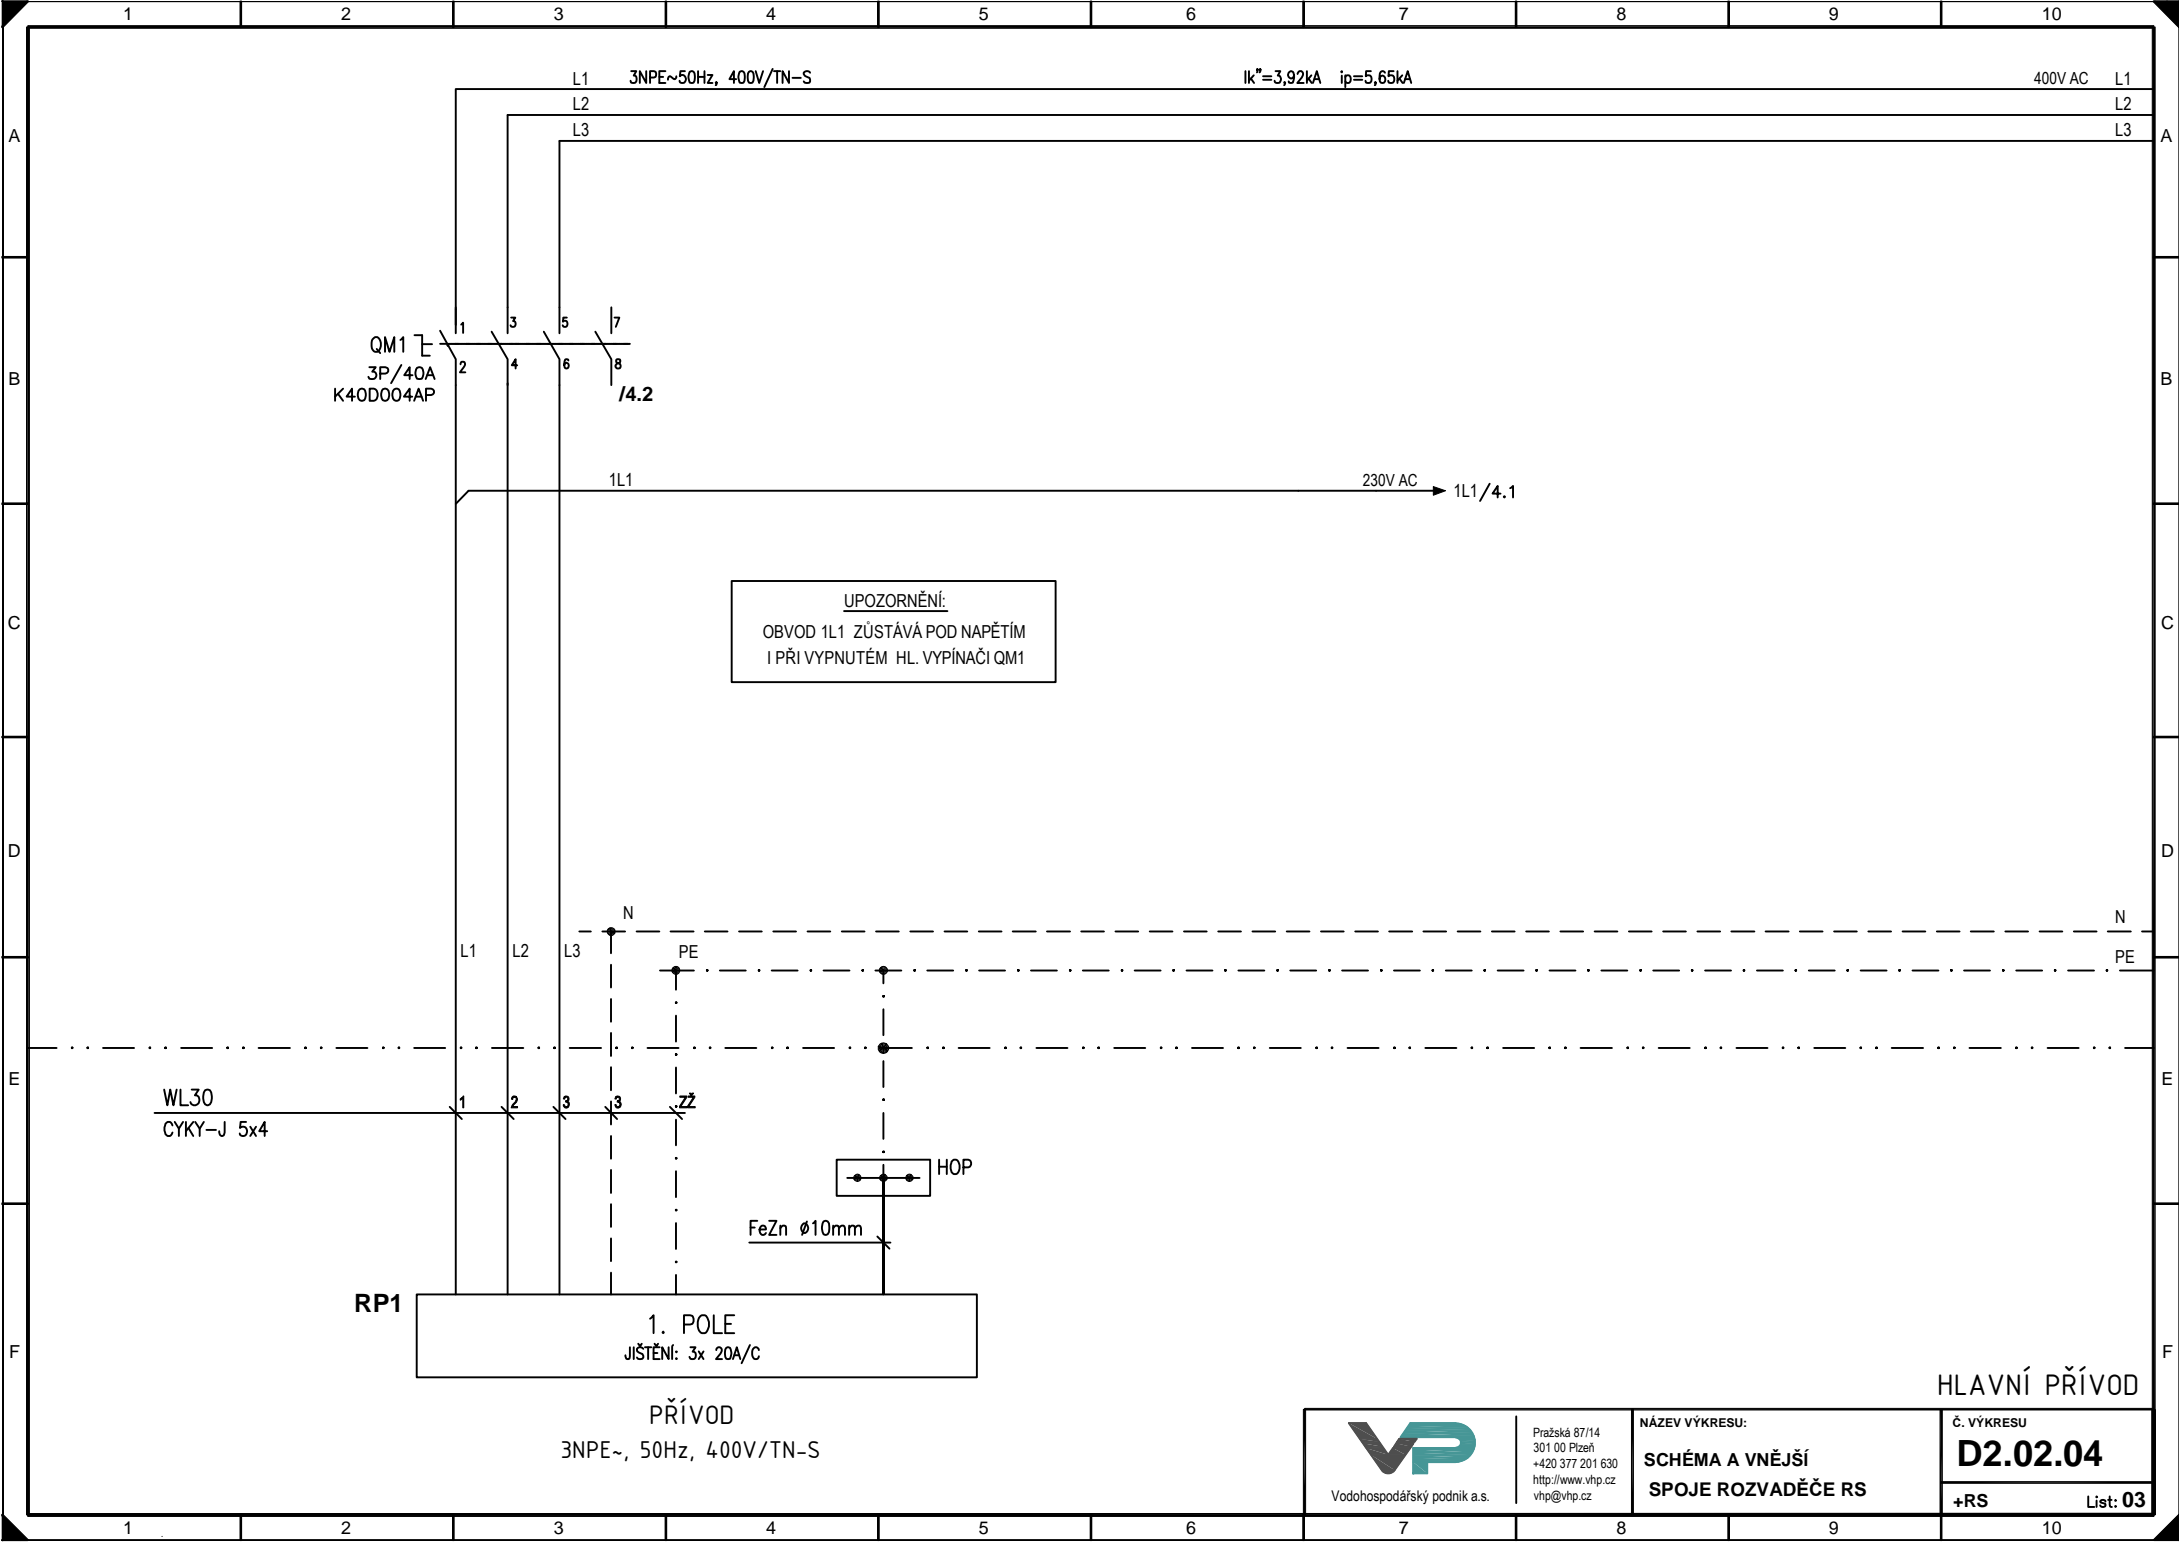 1 2 3 4 5 6 7 8 9 10
L1 3NPE~50Hz, 400V/TN-S Ik"=3,92kA ip=5,65kA 400V AC L1
L2 L2
L3 L3
A A
1 3 5 7
QM1
2 4 6 8
3P/40A
K40D004AP
/4.2
B B
1L1 230V AC 1L1/4.1
UPOZORNĚNÍ:
OBVOD 1L1 ZŮSTÁVÁ POD NAPĚTÍM
I PŘI VYPNUTÉM HL. VYPÍNAČI QM1
C C
D D
N N
L1 L2 L3 PE PE
E E
WL30 1 2 3 3 ZŽ
CYKY-J 5x4
HOP
FeZn ø10mm
RP1
1. POLE
JIŠTĚNÍ: 3x 20A/C
F F
PŘÍVOD
3NPE~, 50Hz, 400V/TN-S
HLAVNÍ PŘÍVOD
VP
Vodohospodářský podnik a.s.
Pražská 87/14
301 00 Plzeň
+420 377 201 630
http://www.vhp.cz
vhp@vhp.cz
NÁZEV VÝKRESU:
SCHÉMA A VNĚJŠÍ
SPOJE ROZVADĚČE RS
Č. VÝKRESU
D2.02.04
+RS List: 03
1 2 3 4 5 6 7 8 9 10